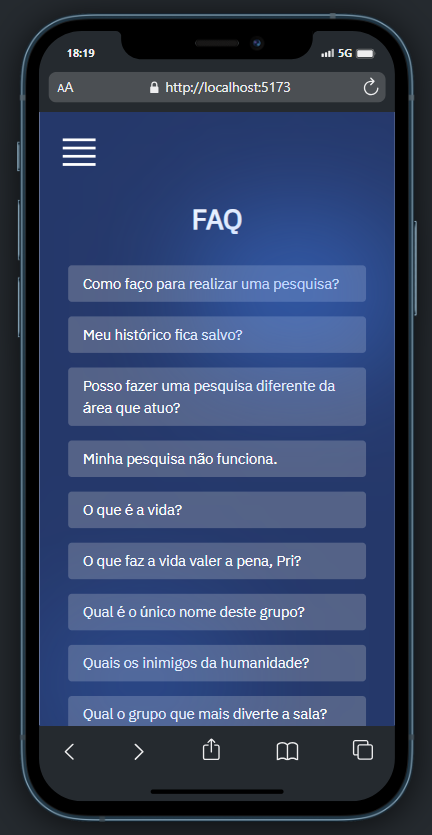 18:19
5G
AA
http://localhost:5173
FAQ
Como faço para realizar uma pesquisa?
Meu histórico fica salvo?
Posso fazer uma pesquisa diferente da
área que atuo?
Minha pesquisa não funciona.
O que é a vida?
O que faz a vida valer a pena, Pri?
Qual é o único nome deste grupo?
Quais os inimigos da humanidade?
Qual o grupo que mais diverte a sala?